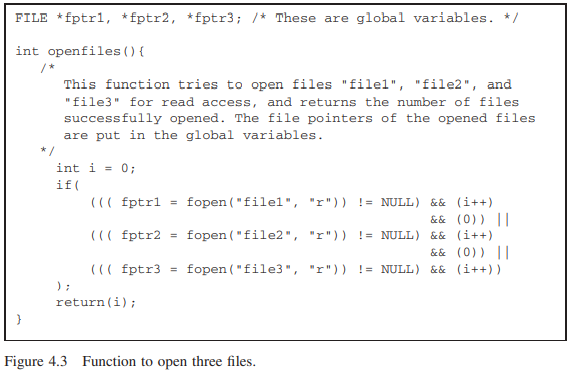 FILE *fptr1, *fptr2, *fptr3; /* These are global variables. */
int openfiles(){
/*
This function tries to open files "file1", "file2", and
"file3" for read access, and returns the number of files
successfully opened. The file pointers of the opened files
are put in the global variables.
*/
int i = 0;
if(
((( fptr1 = fopen("file1", "r")) != NULL) && (i++)
&& (0)) ||
((( fptr2 = fopen("file2", "r")) != NULL) && (i++)
&& (0)) ||
((( fptr3 = fopen("file3", "r")) != NULL) && (i++))
);
return(i);
}
Figure 4.3 Function to open three files.